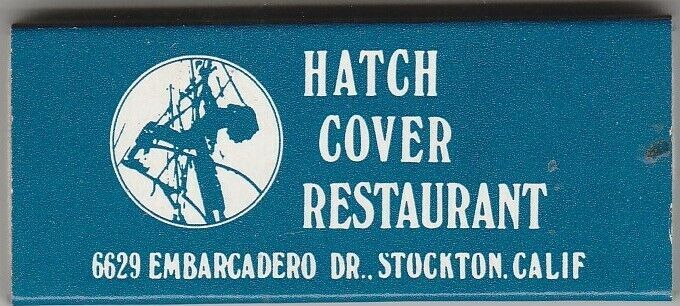 HATCH
COVER
RESTAURANT
6629 EMBARCADERO DR., STOCKTON, CALIF